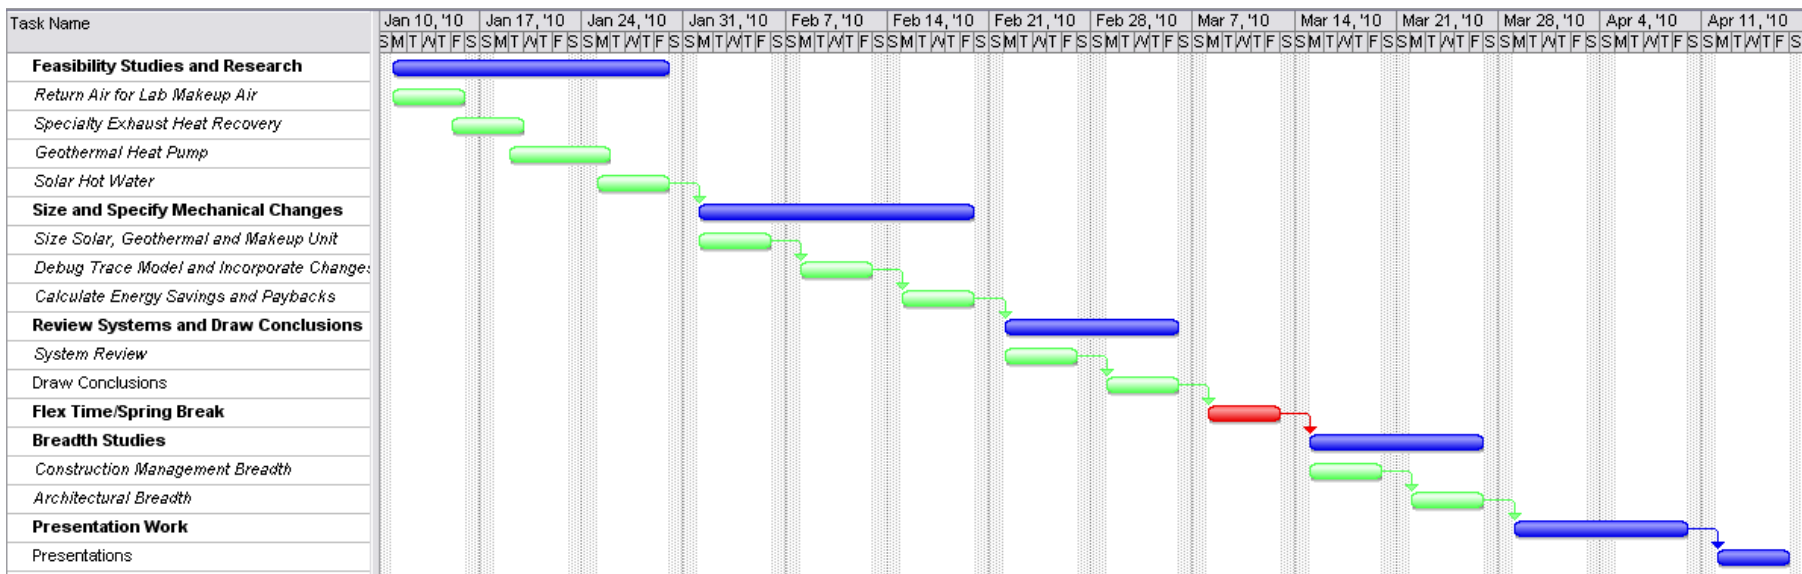 Task Name
Jan 10, '10 Jan 17, '10 Jan 24, '10 Jan 31, '10 Feb 7, '10 Feb 14, '10 Feb 21, '10 Feb 28, '10 Mar 7, '10 Mar 14, '10 Mar 21, '10 Mar 28, '10 Apr 4, '10 Apr 11, '10
S M T W T F S S M T W T F S S M T W T F S S M T W T F S S M T W T F S S M T W T F S S M T W T F S S M T W T F S S M T W T F S S M T W T F S S M T W T F S S M T W T F S S M T W T F S S M T W T F S
Feasibility Studies and Research
Return Air for Lab Makeup Air
Specialty Exhaust Heat Recovery
Geothermal Heat Pump
Solar Hot Water
Size and Specify Mechanical Changes
Size Solar, Geothermal and Makeup Unit
Debug Trace Model and Incorporate Changes
Calculate Energy Savings and Paybacks
Review Systems and Draw Conclusions
System Review
Draw Conclusions
Flex Time/Spring Break
Breadth Studies
Construction Management Breadth
Architectural Breadth
Presentation Work
Presentations